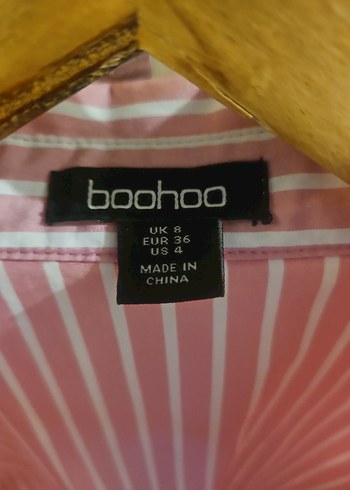 boohoo
UK 8
EUR 36
US 4
MADE IN
CHINA